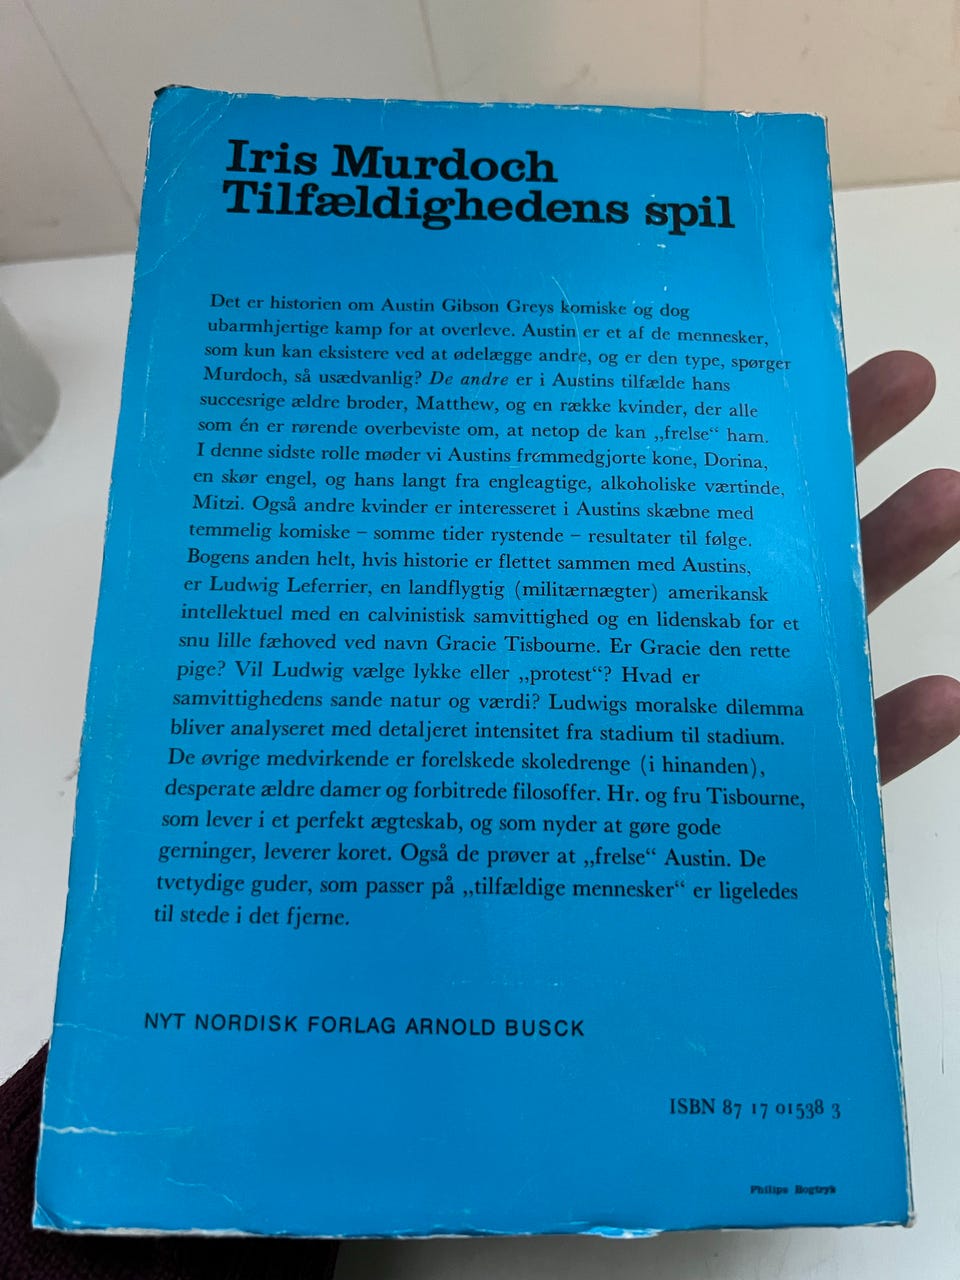 Iris Murdoch
Tilfældighedens spil
Det er historien om Austin Gibson Greys komiske og dog
ubarmhjertige kamp for at overleve. Austin er et af de mennesker,
som kun kan eksistere ved at ødelægge andre, og er den type, spørger
Murdoch, så usædvanlig? De andre er i Austins tilfælde hans
succesrige ældre broder, Matthew, og en række kvinder, der alle
som én er rørende overbeviste om, at netop de kan „frelse“ ham.
I denne sidste rolle møder vi Austins fremmedgjorte kone, Dorina,
en skør engel, og hans langt fra engleagtige, alkoholiske værtinde,
Mitzi. Også andre kvinder er interesseret i Austins skæbne med
temmelig komiske – somme tider rystende – resultater til følge.
Bogens anden helt, hvis historie er flettet sammen med Austins,
er Ludwig Leferrier, en landflygtig (militærnægter) amerikansk
intellektuel med en calvinistisk samvittighed og en lidenskab for et
snu lille fæhoved ved navn Gracie Tisbourne. Er Gracie den rette
pige? Vil Ludwig vælge lykke eller „protest“? Hvad er
samvittighedens sande natur og værdi? Ludwigs moralske dilemma
bliver analyseret med detaljeret intensitet fra stadium til stadium.
De øvrige medvirkende er forelskede skoledrenge (i hinanden),
desperate ældre damer og forbitrede filosoffer. Hr. og fru Tisbourne,
som lever i et perfekt ægteskab, og som nyder at gøre gode
gerninger, leverer koret. Også de prøver at „frelse“ Austin. De
tvetydige guder, som passer på „tilfældige mennesker“ er ligeledes
til stede i det fjerne.
NYT NORDISK FORLAG ARNOLD BUSCK
ISBN 87 17 01538 3
Philips Bogtryk